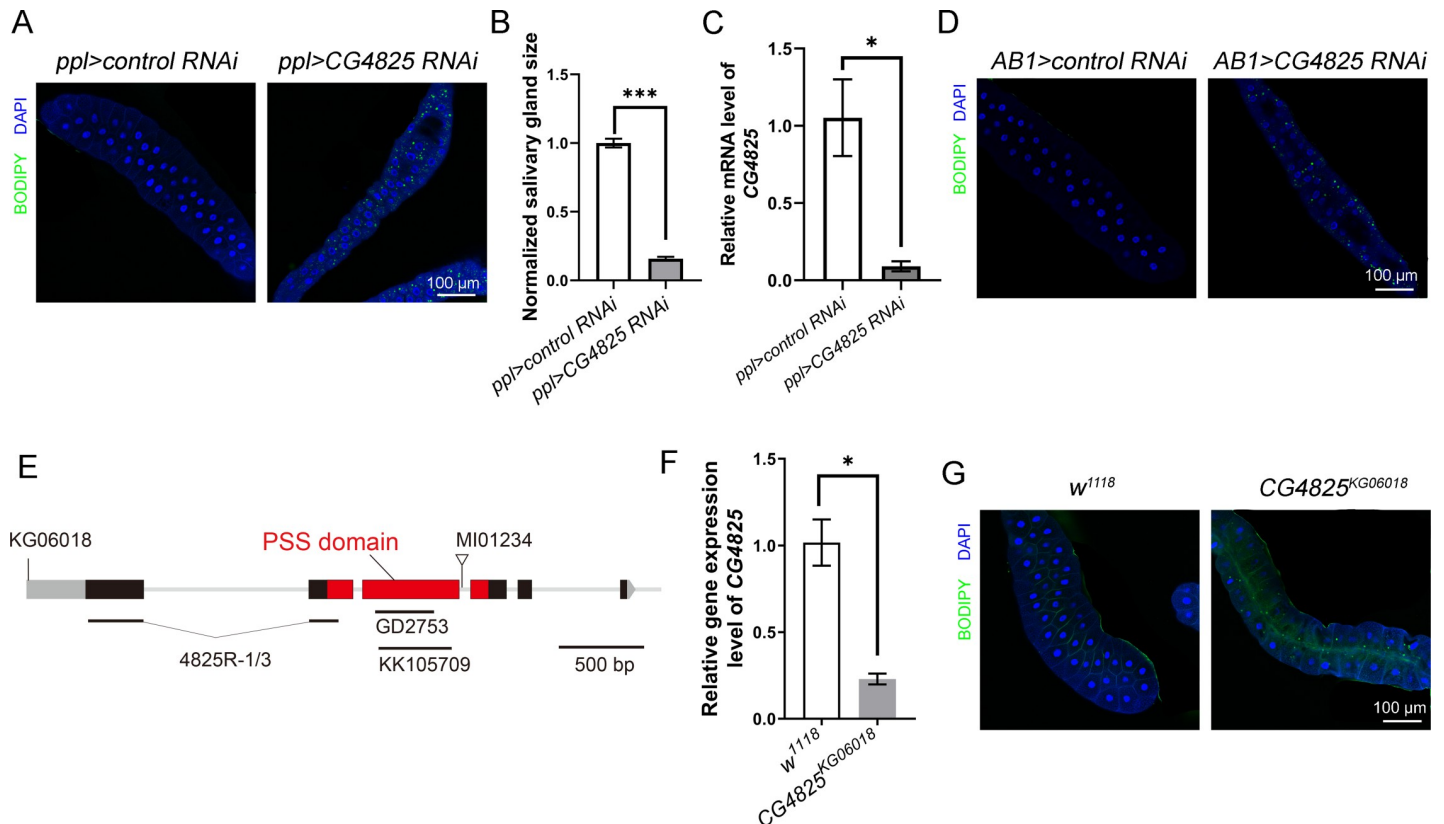 A
ppl>control RNAi
ppl>CG4825 RNAi
BODIPY DAPI
100 µm
B
Normalized salivary gland size
1.5
1.0
0.5
0.0
***
ppl>control RNAi
ppl>CG4825 RNAi
C
Relative mRNA level of
CG4825
1.5
1.0
0.5
0.0
*
ppl>control RNAi
ppl>CG4825 RNAi
D
AB1>control RNAi
AB1>CG4825 RNAi
BODIPY DAPI
100 µm
E
KG06018
PSS domain
MI01234
GD2753
KK105709
4825R-1/3
500 bp
F
Relative gene expression
level of CG4825
1.5
1.0
0.5
0.0
*
w1118
CG4825KG06018
G
w1118
CG4825KG06018
BODIPY DAPI
100 µm